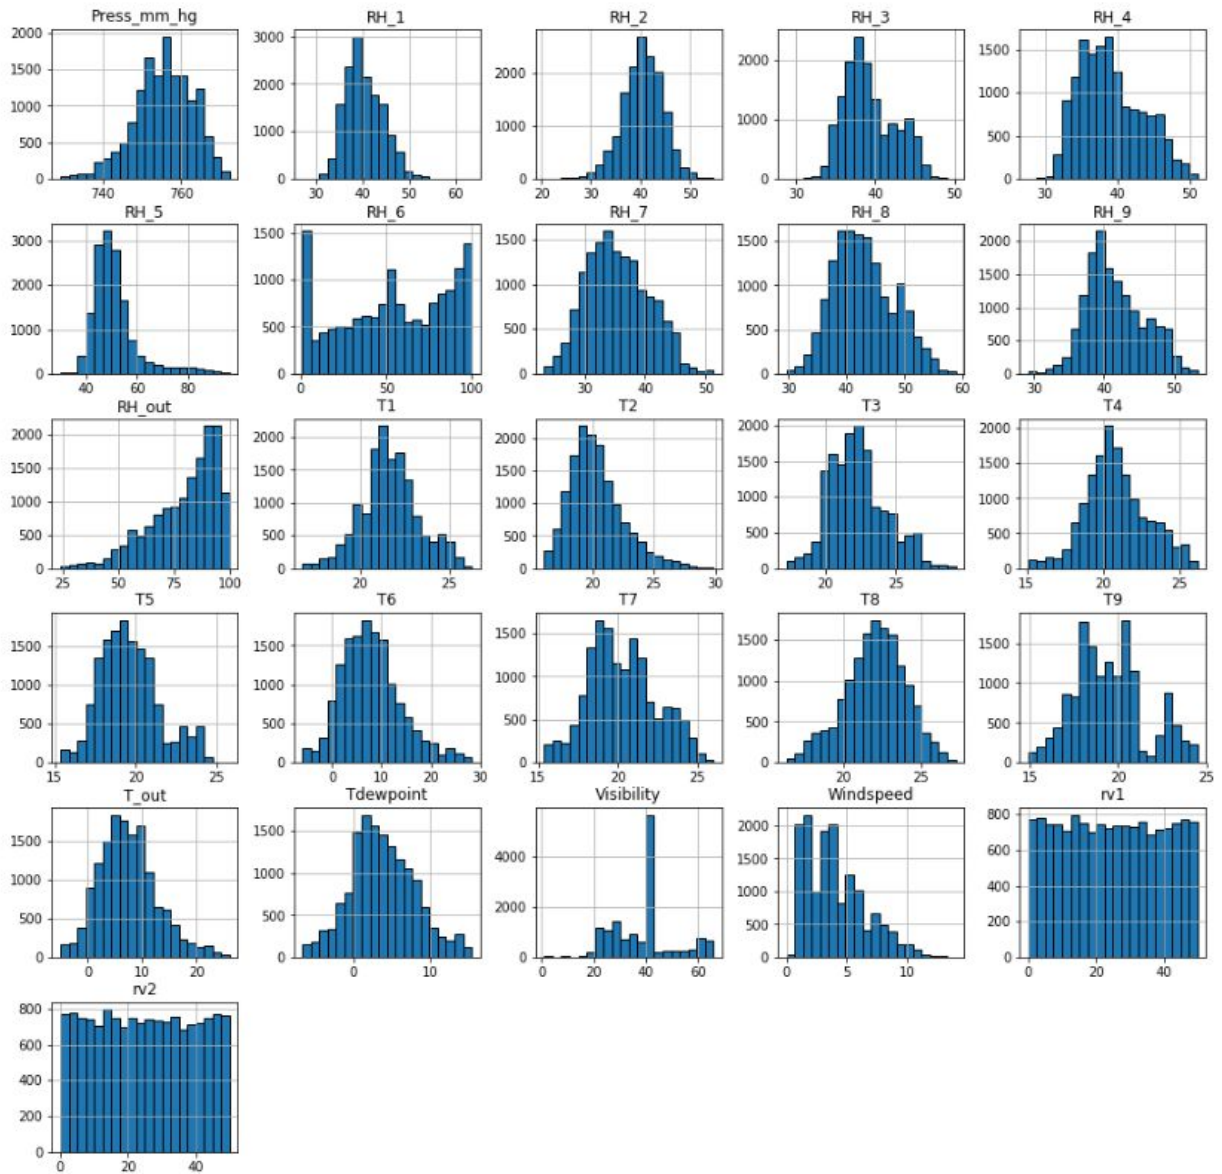 Press_mm_hg RH_1 RH_2 RH_3 RH_4
2000 3000 2000 1500
1500 2000 1500 1000
1000 1000 1000
500 1000 500 500
0 0 0 0 0
740 760 30 40 50 60 20 30 40 50 30 40 50 30 40 50
RH_5 RH_6 RH_7 RH_8 RH_9
3000 1500 1500 1500 2000
2000 1000 1000 1000 1500
1000 500 500 500 1000
500
0 0 0 0 0
40 60 80 0 50 100 30 40 50 30 40 50 60 30 40 50
RH_out T1 T2 T3 T4
2000 2000 2000 2000 2000
1500 1500 1500 1500 1500
1000 1000 1000 1000 1000
500 500 500 500 500
0 0 0 0 0
25 50 75 100 20 25 20 25 30 20 25 15 20 25
T5 T6 T7 T8 T9
1500 1500 1500 1500 1500
1000 1000 1000 1000 1000
500 500 500 500 500
0 0 0 0 0
15 20 25 0 10 20 30 15 20 25 20 25 15 20 25
T_out Tdewpoint Visibility Windspeed rv1
1500 1500 4000 2000 800
1000 1000 2000 1500 600
500 500 1000 400
500 200
0 0 0 0 0
0 10 20 0 10 0 20 40 60 0 5 10 0 20 40
rv2
800
600
400
200
0
0 20 40